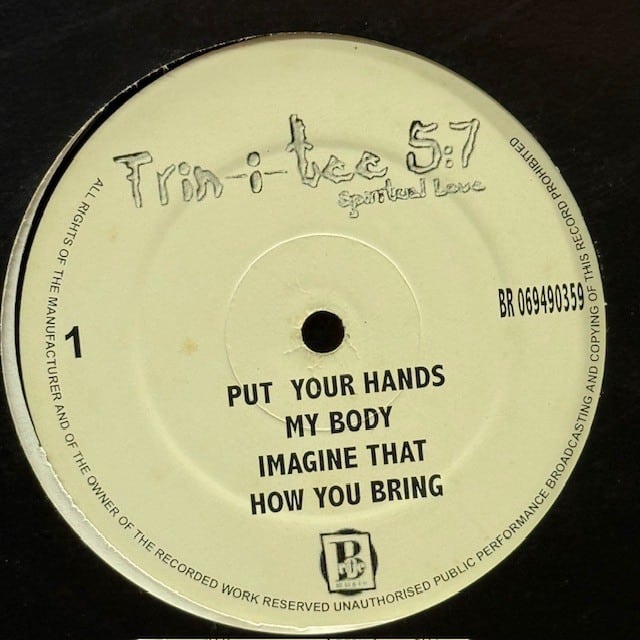 Trin-i-tee 5:7
Spiritual Love
BR 069490359
1
PUT YOUR HANDS
MY BODY
IMAGINE THAT
HOW YOU BRING
ALL RIGHTS OF THE MANUFACTURER AND OF THE OWNER OF THE RECORDED WORK RESERVED UNAUTHORISED PUBLIC PERFORMANCE BROADCASTING AND COPYING OF THIS RECORD PROHIBITED